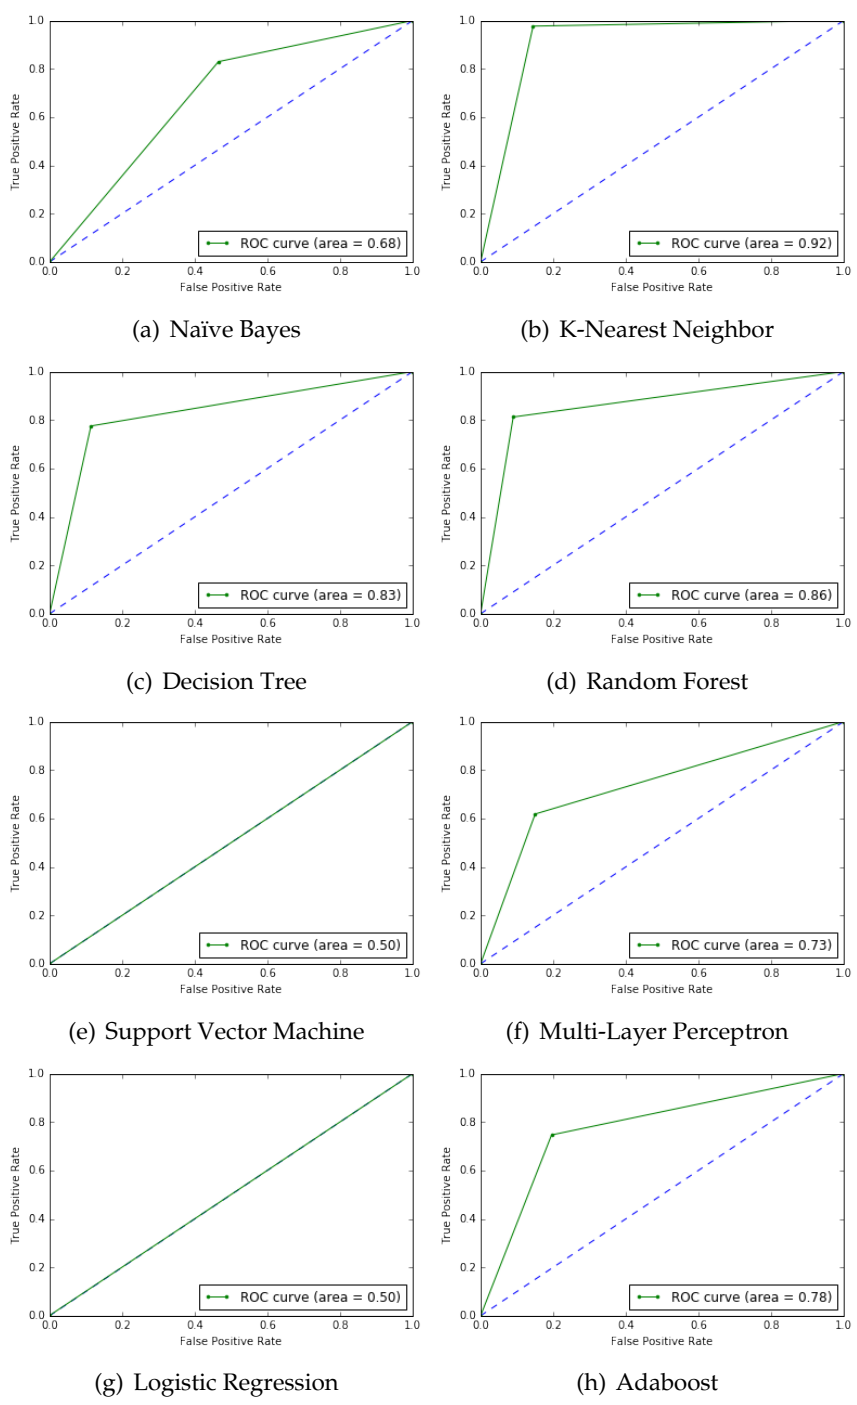 1.0
0.8
0.6
0.4
0.2
0.0
True Positive Rate
ROC curve (area = 0.68)
0.0 0.2 0.4 0.6 0.8 1.0
False Positive Rate
(a) Naïve Bayes
1.0
0.8
0.6
0.4
0.2
0.0
True Positive Rate
ROC curve (area = 0.92)
0.0 0.2 0.4 0.6 0.8 1.0
False Positive Rate
(b) K-Nearest Neighbor
1.0
0.8
0.6
0.4
0.2
0.0
True Positive Rate
ROC curve (area = 0.83)
0.0 0.2 0.4 0.6 0.8 1.0
False Positive Rate
(c) Decision Tree
1.0
0.8
0.6
0.4
0.2
0.0
True Positive Rate
ROC curve (area = 0.86)
0.0 0.2 0.4 0.6 0.8 1.0
False Positive Rate
(d) Random Forest
1.0
0.8
0.6
0.4
0.2
0.0
True Positive Rate
ROC curve (area = 0.50)
0.0 0.2 0.4 0.6 0.8 1.0
False Positive Rate
(e) Support Vector Machine
1.0
0.8
0.6
0.4
0.2
0.0
True Positive Rate
ROC curve (area = 0.73)
0.0 0.2 0.4 0.6 0.8 1.0
False Positive Rate
(f) Multi-Layer Perceptron
1.0
0.8
0.6
0.4
0.2
0.0
True Positive Rate
ROC curve (area = 0.50)
0.0 0.2 0.4 0.6 0.8 1.0
False Positive Rate
(g) Logistic Regression
1.0
0.8
0.6
0.4
0.2
0.0
True Positive Rate
ROC curve (area = 0.78)
0.0 0.2 0.4 0.6 0.8 1.0
False Positive Rate
(h) Adaboost